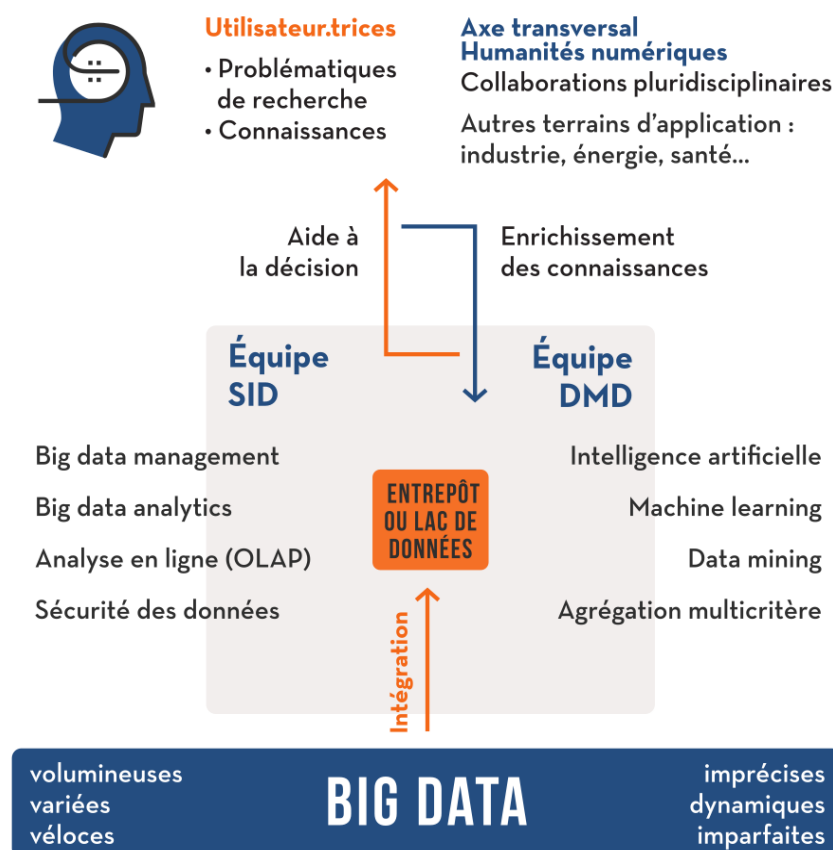 Utilisateur.trices
• Problématiques
de recherche
• Connaissances
Axe transversal
Humanités numériques
Collaborations pluridisciplinaires
Autres terrains d'application :
industrie, énergie, santé...
Aide à
la décision
Enrichissement
des connaissances
Équipe
SID
Équipe
DMD
Big data management
Big data analytics
Analyse en ligne (OLAP)
Sécurité des données
ENTREPÔT
OU LAC DE
DONNÉES
Intelligence artificielle
Machine learning
Data mining
Agrégation multicritère
Intégration
volumineuses
variées
véloces
BIG DATA
imprécises
dynamiques
imparfaites